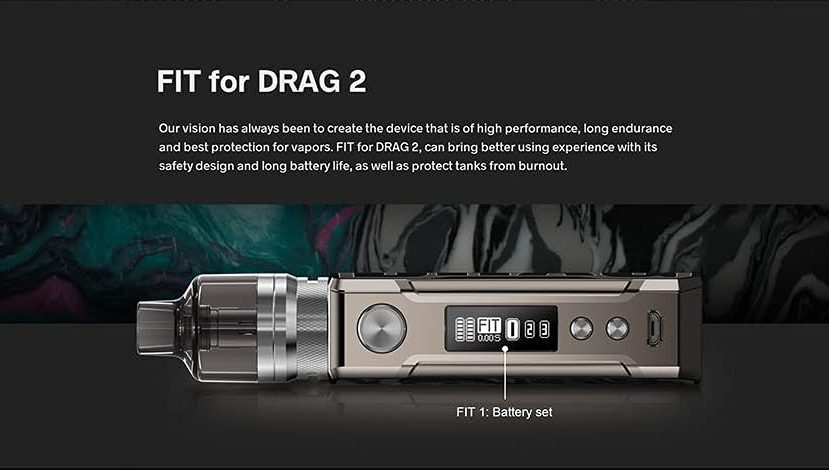 FIT for DRAG 2
Our vision has always been to create the device that is of high performance, long endurance
and best protection for vapors. FIT for DRAG 2, can bring better using experience with its
safety design and long battery life, as well as protect tanks from burnout.
FIT 1 2 3
0.00S
FIT 1: Battery set